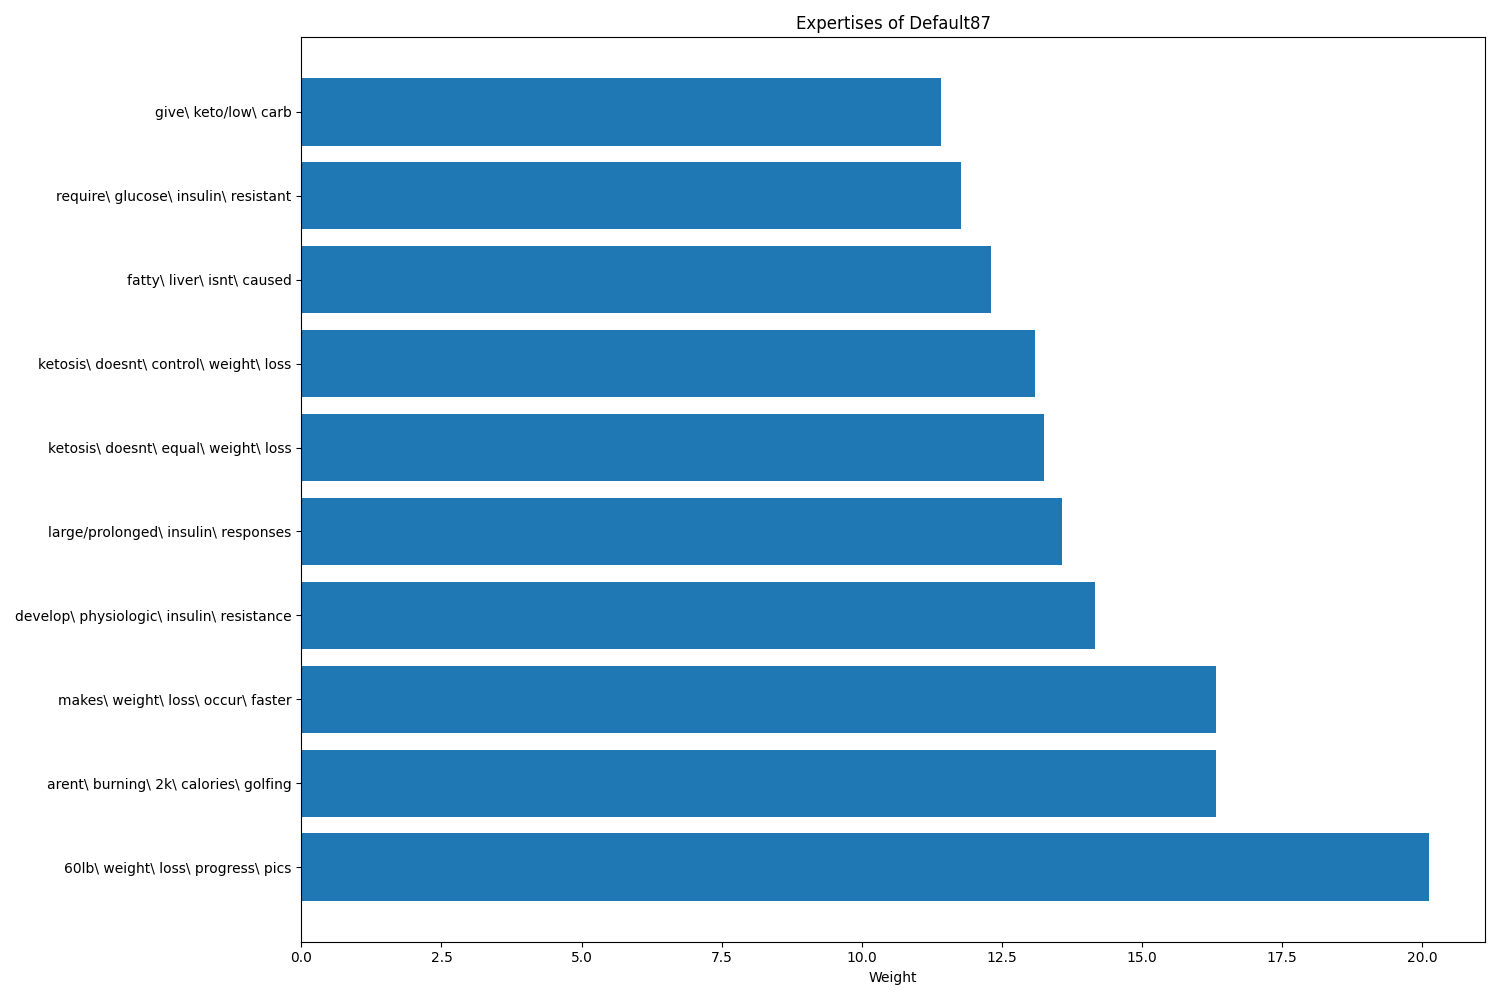 Expertises of Default87
give\ keto/low\ carb
require\ glucose\ insulin\ resistant
fatty\ liver\ isnt\ caused
ketosis\ doesnt\ control\ weight\ loss
ketosis\ doesnt\ equal\ weight\ loss
large/prolonged\ insulin\ responses
develop\ physiologic\ insulin\ resistance
makes\ weight\ loss\ occur\ faster
arent\ burning\ 2k\ calories\ golfing
60lb\ weight\ loss\ progress\ pics
0.0 2.5 5.0 7.5 10.0 12.5 15.0 17.5 20.0
Weight